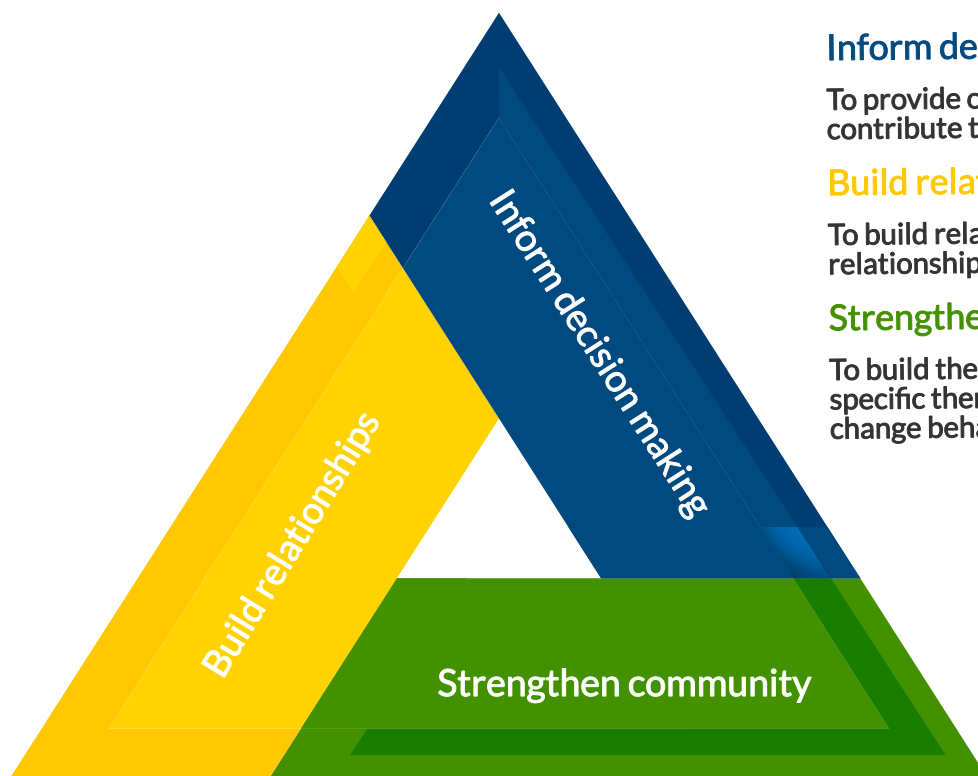 Inform decision making
Build relationships
Strengthen community
Inform de
To provide
contribute
Build rela
To build rela
relationship
Strengthe
To build the
specific
change beha